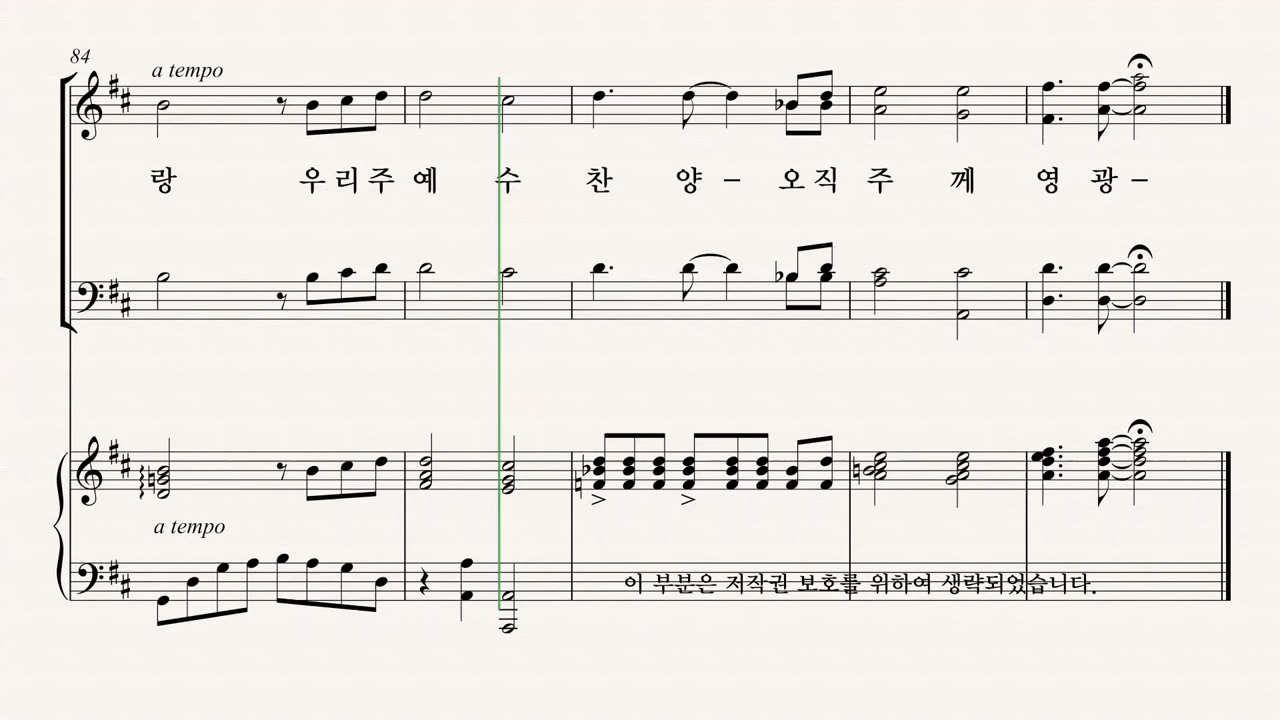 84
a tempo
랑 우 리 주 예 수 찬 양 – 오 직 주 께 영 광 –
a tempo
이 부분은 저작권 보호를 위하여 생략되었습니다.